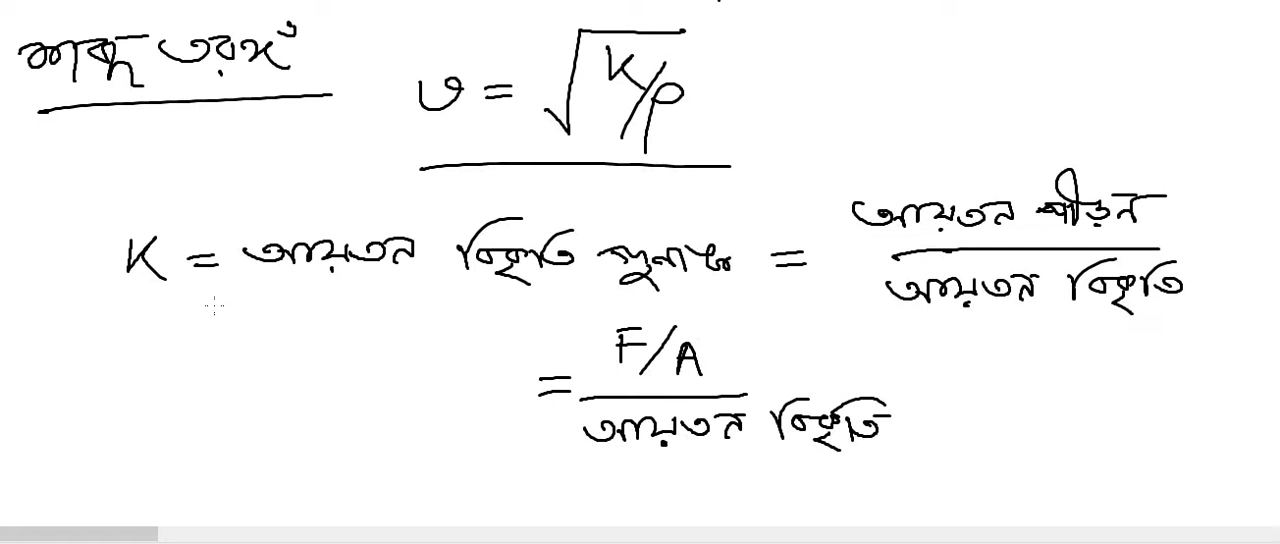 শব্দ তরঙ্গ
v = √K/ρ
K = আয়তন বিকৃতি গুনাঙ্ক = আয়তন পীড়ন / আয়তন বিকৃতি
= F/A / আয়তন বিকৃতি